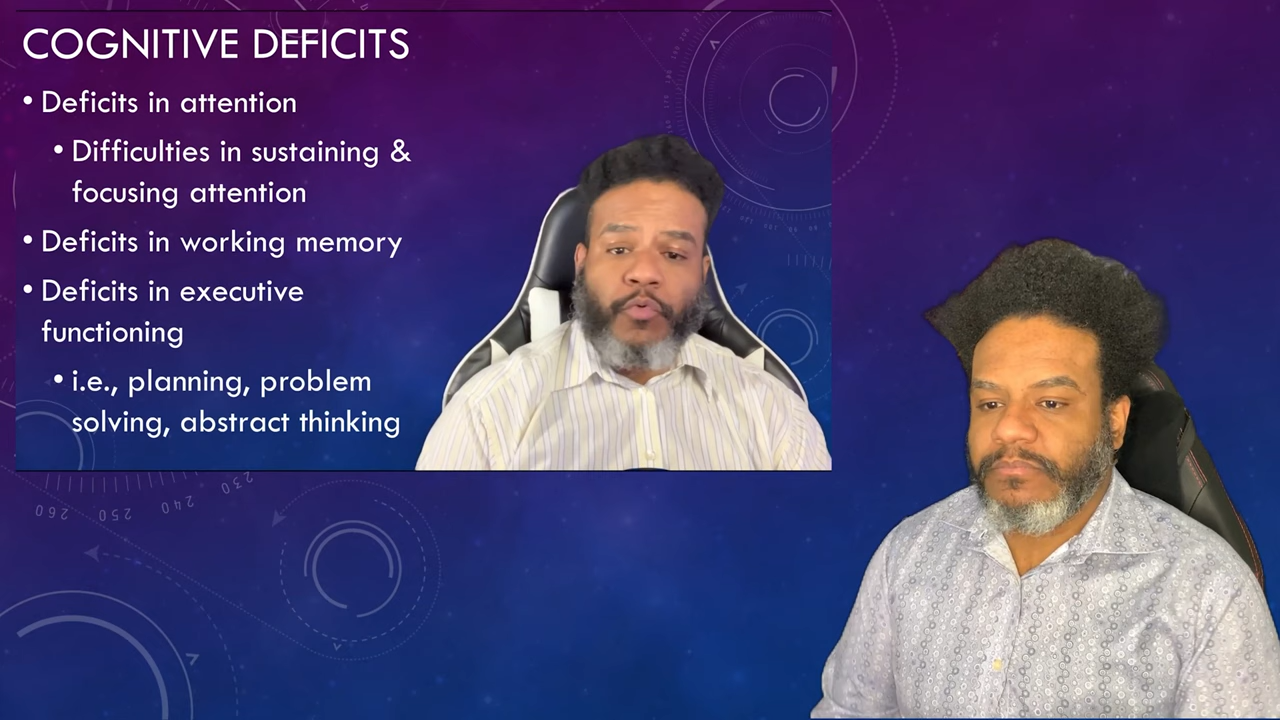 COGNITIVE DEFICITS
• Deficits in attention
• Difficulties in sustaining &
focusing attention
• Deficits in working memory
• Deficits in executive
functioning
• i.e., planning, problem
solving, abstract thinking
260 250 240 230